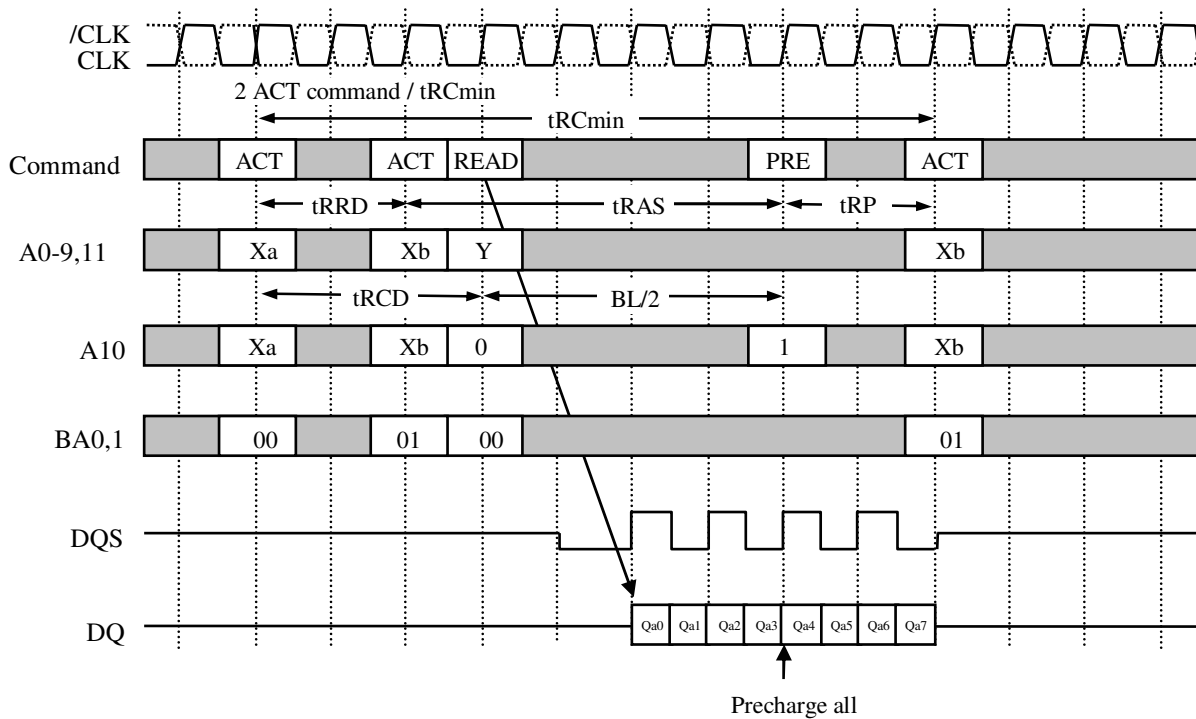 /CLK
CLK
2 ACT command / tRCmin
tRCmin
Command ACT ACT READ PRE ACT
tRRD tRAS tRP
A0-9,11 Xa Xb Y Xb
tRCD BL/2
A10 Xa Xb 0 1 Xb
BA0,1 00 01 00 01
DQS
DQ Qa0 Qa1 Qa2 Qa3 Qa4 Qa5 Qa6 Qa7
Precharge all